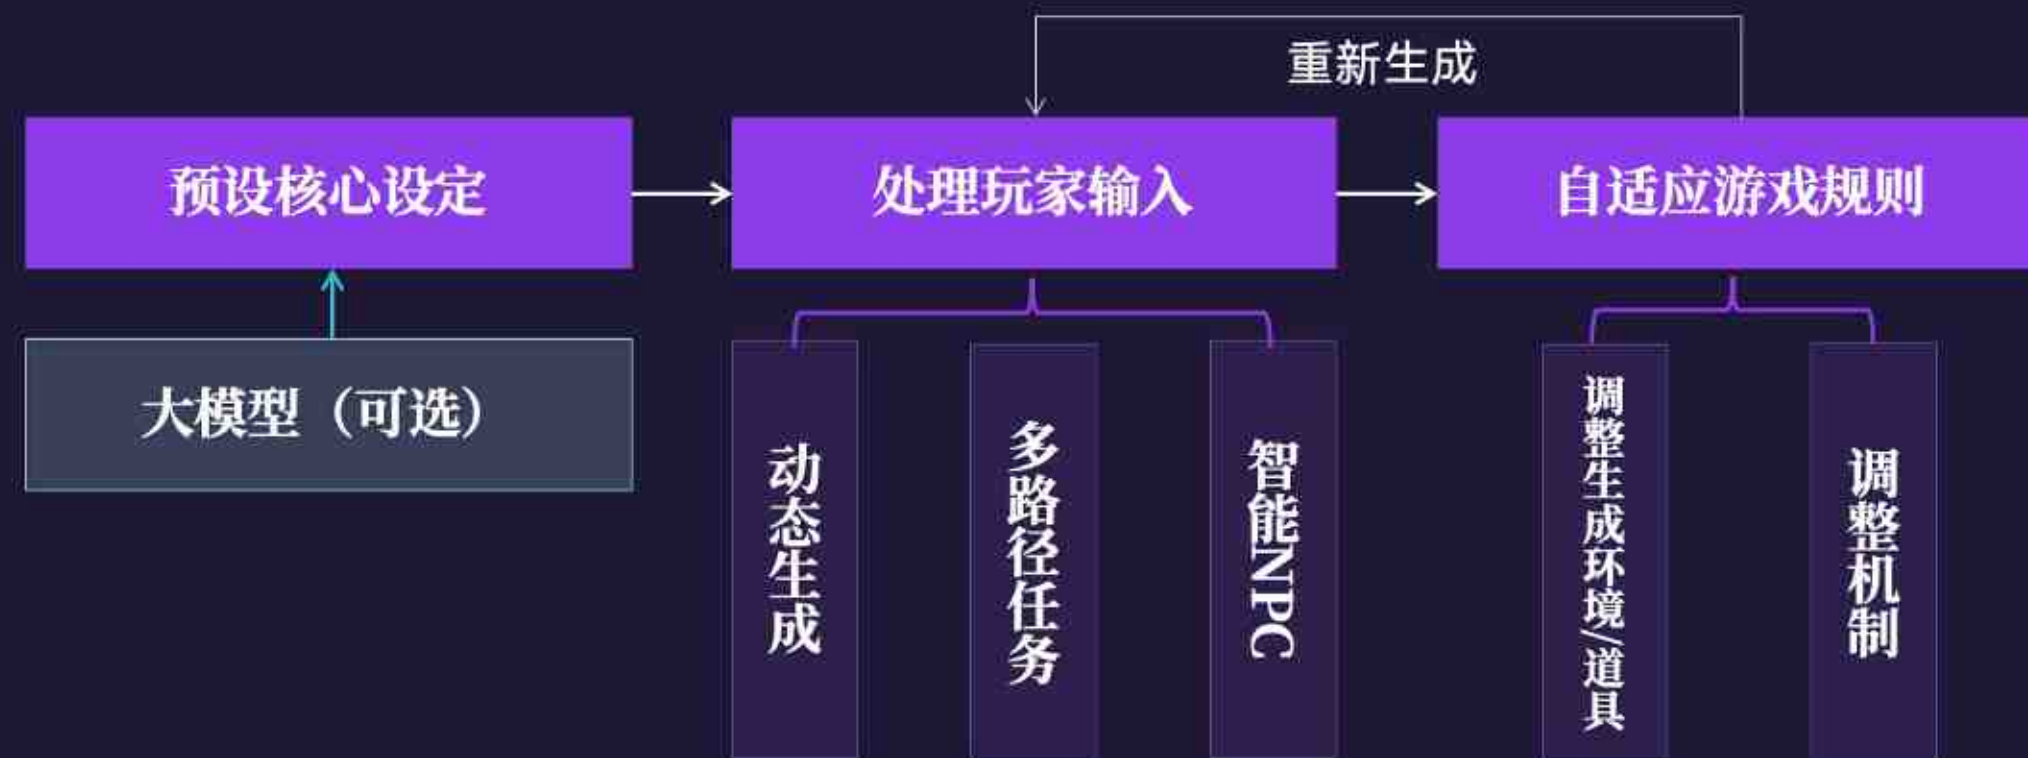 重新生成
预设核心设定
处理玩家输入
自适应游戏规则
大模型（可选）
动态生成
多路径任务
智能NPC
调整生成环境/道具
调整机制